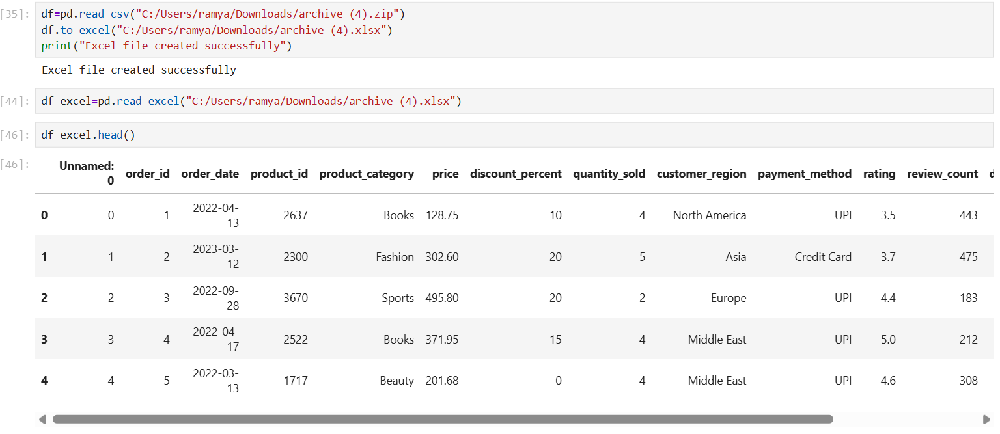 [35]: df=pd.read_csv("C:/Users/ramya/Downloads/archive (4).zip")
df.to_excel("C:/Users/ramya/Downloads/archive (4).xlsx")
print("Excel file created successfully")
Excel file created successfully
[44]: df_excel=pd.read_excel("C:/Users/ramya/Downloads/archive (4).xlsx")
[46]: df_excel.head()
[46]:
Unnamed: 0 order_id order_date product_id product_category price discount_percent quantity_sold customer_region payment_method rating review_count
0 0 1 2022-04-13 2637 Books 128.75 10 4 North America UPI 3.5 443
1 1 2 2023-03-12 2300 Fashion 302.60 20 5 Asia Credit Card 3.7 475
2 2 3 2022-09-28 3670 Sports 495.80 20 2 Europe UPI 4.4 183
3 3 4 2022-04-17 2522 Books 371.95 15 4 Middle East UPI 5.0 212
4 4 5 2022-03-13 1717 Beauty 201.68 0 4 Middle East UPI 4.6 308